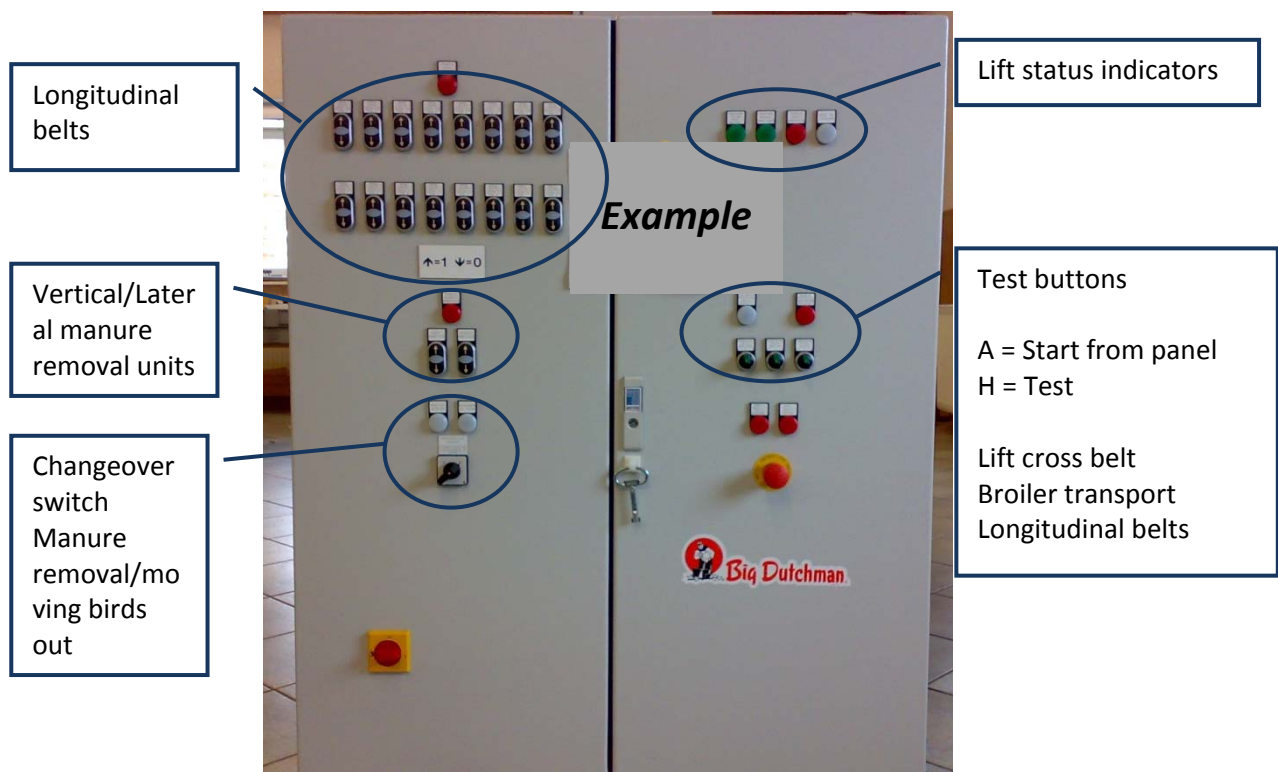 Longitudinal
belts
Vertical/Later
al manure
removal units
Changeover
switch
Manure
removal/mo
ving birds
out
Example
↑=1 ↓=0
Big Dutchman
Lift status indicators
Test buttons
A = Start from panel
H = Test
Lift cross belt
Broiler transport
Longitudinal belts